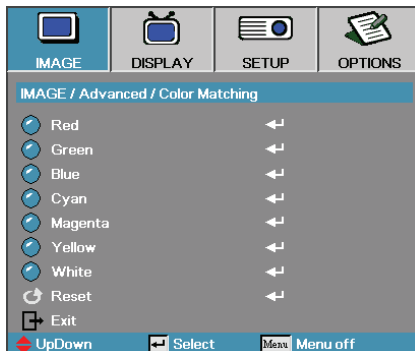 IMAGE DISPLAY SETUP OPTIONS
IMAGE / Advanced / Color Matching
Red
Green
Blue
Cyan
Magenta
Yellow
White
Reset
Exit
UpDown Select Menu Menu off